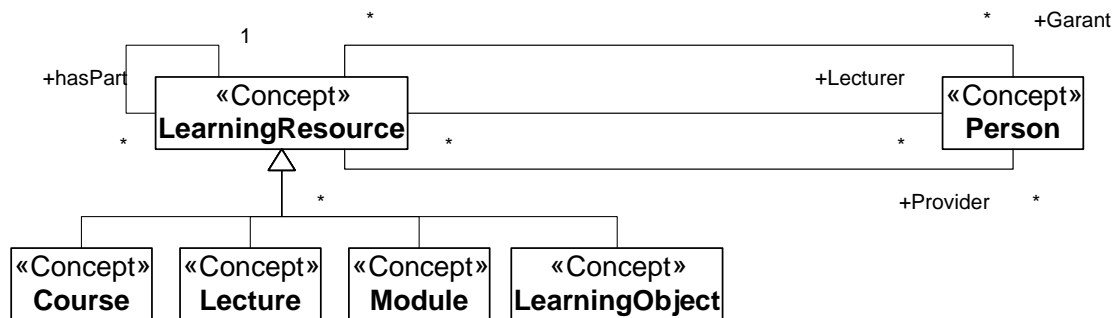 * * +Garant
1
+hasPart +Lecturer
«Concept» «Concept»
LearningResource Person
* * *
* +Provider *
«Concept» «Concept» «Concept» «Concept»
Course Lecture Module LearningObject